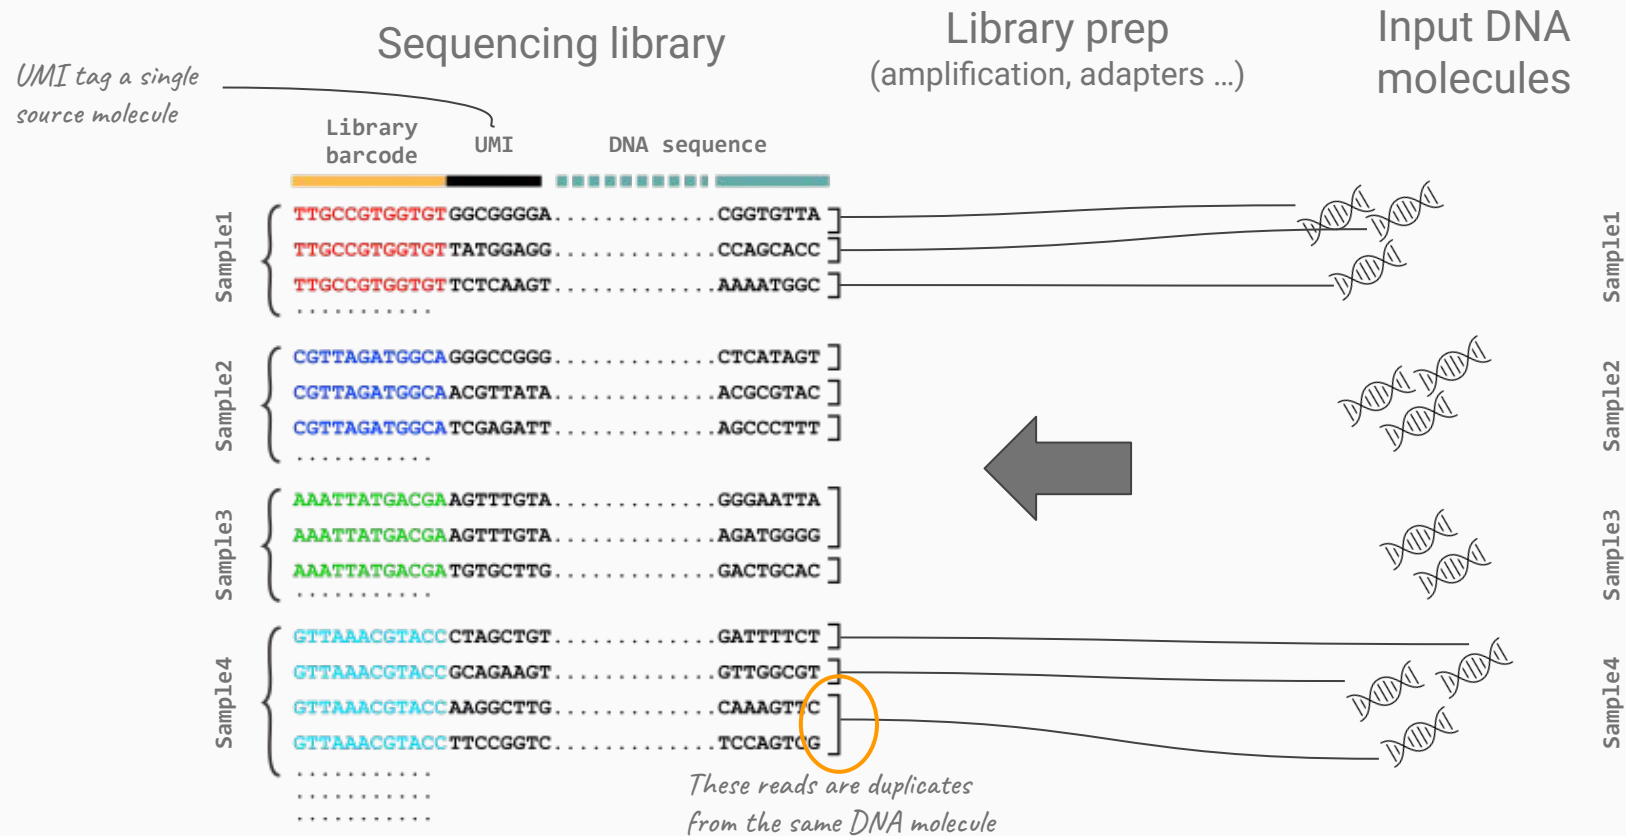 Sequencing library
Library prep
(amplification, adapters ...)
Input DNA
molecules
UMI tag a single
source molecule
Library
barcode
UMI
DNA sequence
Sample1
TTGCCGTGGTGTGGCGGGGA.............CGGTGTTA
TTGCCGTGGTGTTATGGAGG.............CCAGCACC
TTGCCGTGGTGTTCTCAAGT.............AAAATGGC
...........
Sample1
Sample2
CGTTAGATGGCAGGGCCGGG.............CTCATAGT
CGTTAGATGGCAACGTTATA.............ACGCGTAC
CGTTAGATGGCATCGAGATT.............AGCCCTTT
...........
Sample2
Sample3
AAATTATGACGAAGTTTGTA.............GGGAATTA
AAATTATGACGAAGTTTGTA.............AGATGGGG
AAATTATGACGATGTGCTTG.............GACTGCAC
...........
Sample3
Sample4
GTTAAACGTACCCTAGCTGT.............GATTTTCT
GTTAAACGTACCGCAGAAGT.............GTTGGCGT
GTTAAACGTACCAAGGCTTG.............CAAAGTTC
GTTAAACGTACCTTCCGGTC.............TCCAGTCG
...........
...........
...........
Sample4
These reads are duplicates
from the same DNA molecule